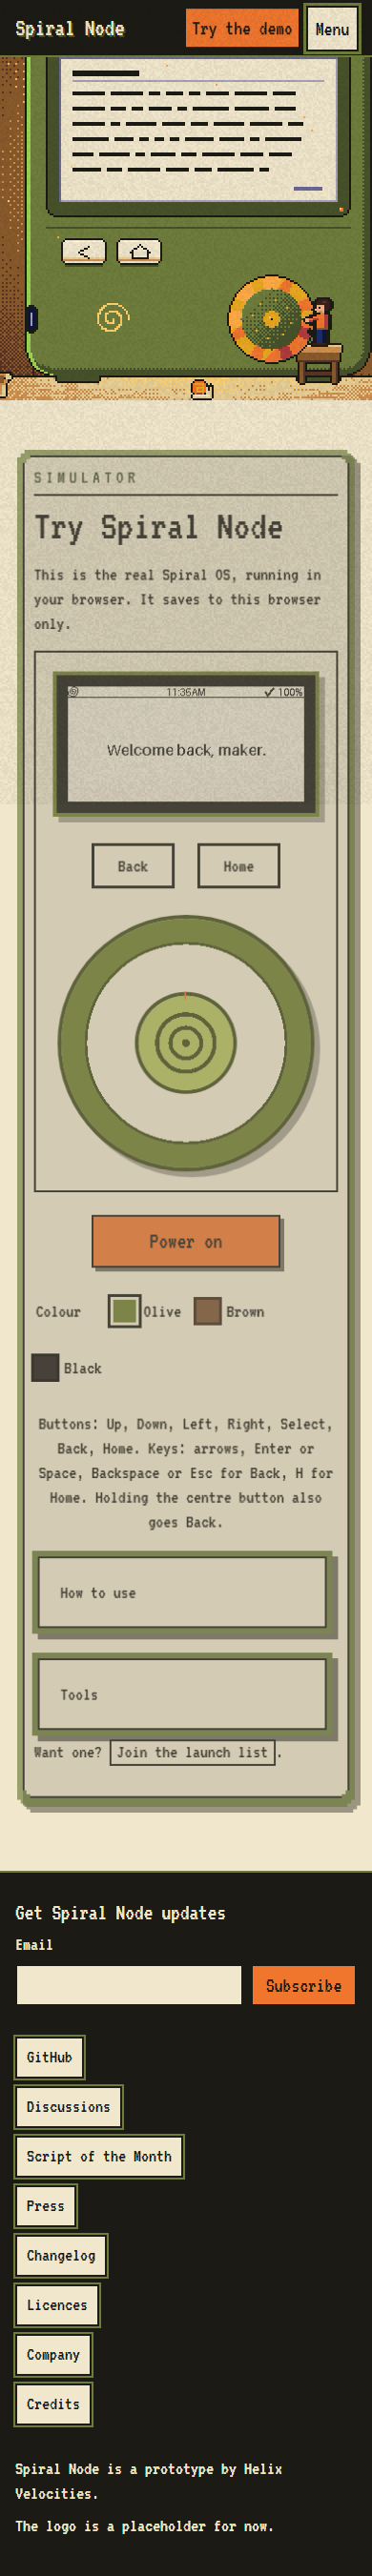 Spiral Node
Try the demo
Menu
SIMULATOR
Try Spiral Node
This is the real Spiral OS, running in
your browser. It saves to this browser
only.
11:36AM
100%
Welcome back, maker.
Back
Home
Power on
Colour
Olive
Brown
Black
Buttons: Up, Down, Left, Right, Select,
Back, Home. Keys: arrows, Enter or
Space, Backspace or Esc for Back, H for
Home. Holding the centre button also
goes Back.
How to use
Tools
Want one? Join the launch list.
Get Spiral Node updates
Email
Subscribe
GitHub
Discussions
Script of the Month
Press
Changelog
Licences
Company
Credits
Spiral Node is a prototype by Helix
Velocities.
The logo is a placeholder for now.